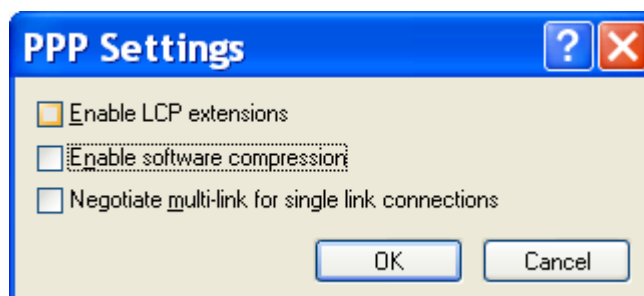 PPP Settings
?
Enable LCP extensions
Enable software compression
Negotiate multi-link for single link connections
OK Cancel